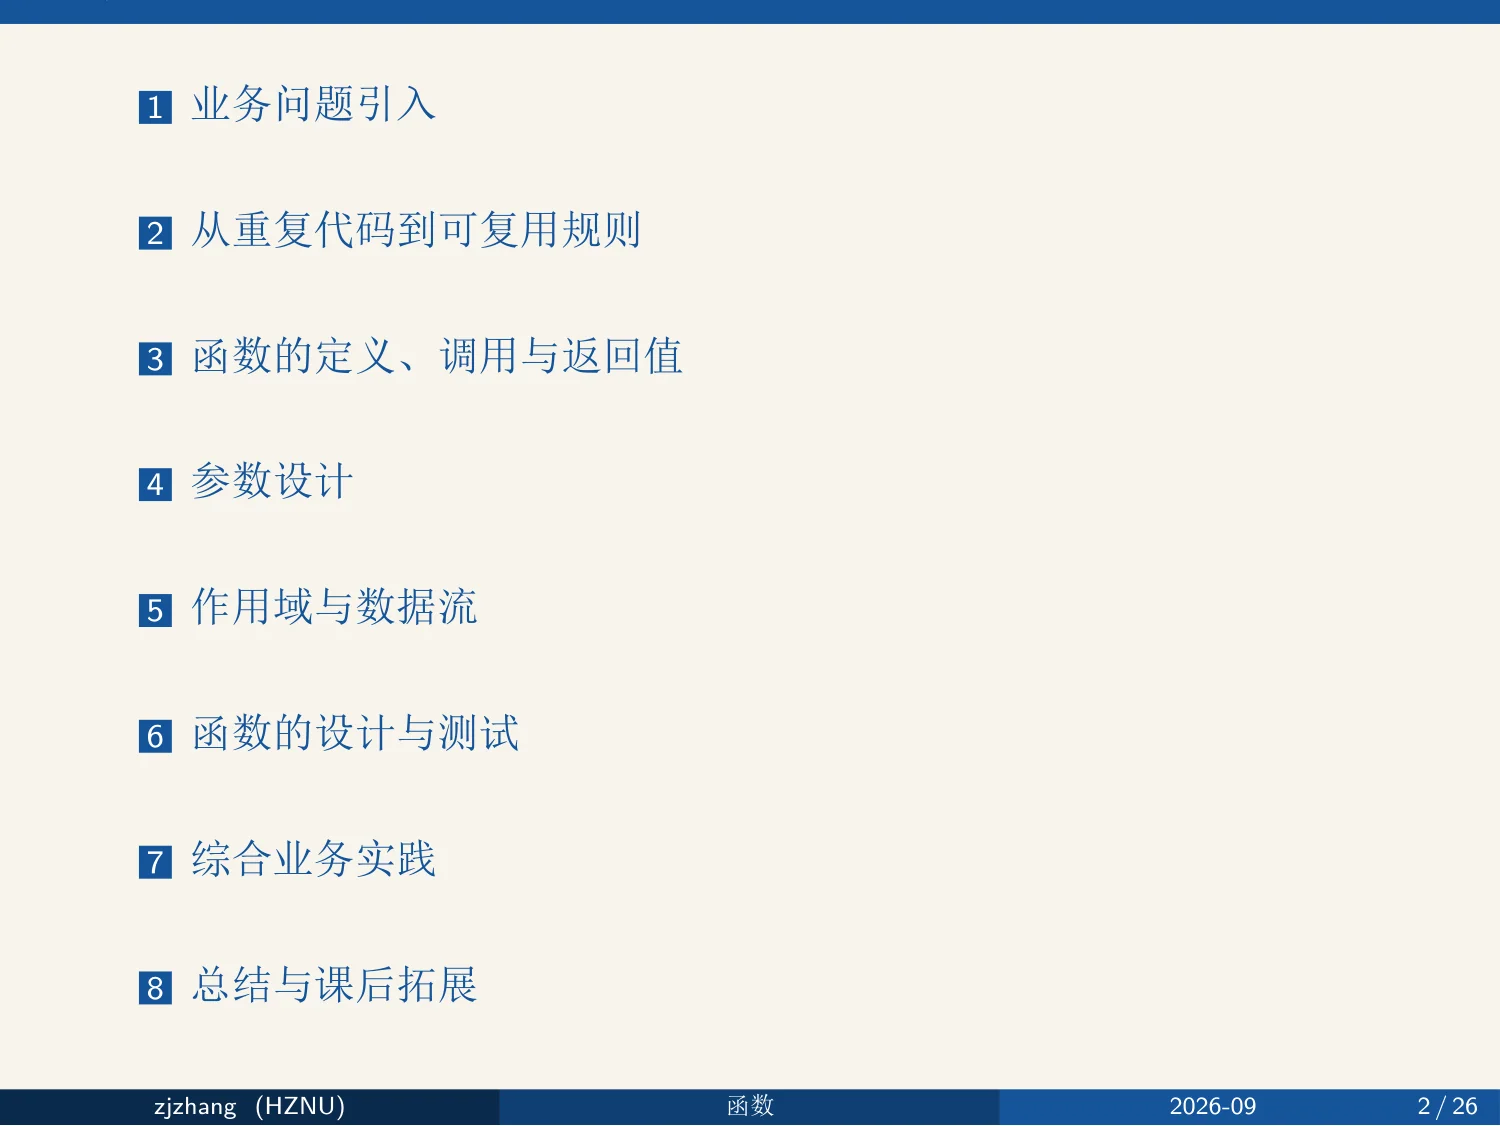 1 业务问题引入
2 从重复代码到可复用规则
3 函数的定义、调用与返回值
4 参数设计
5 作用域与数据流
6 函数的设计与测试
7 综合业务实践
8 总结与课后拓展
zjzhang (HZNU) 函数 2026-09 2 / 26